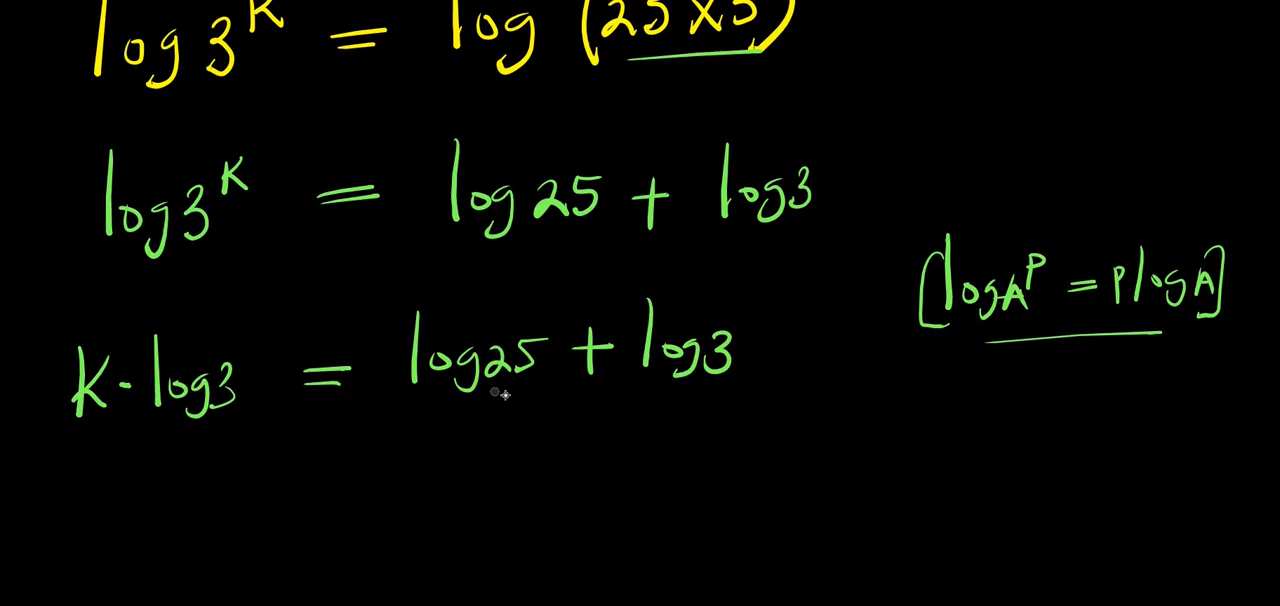 log 3^K = log (25 × 3)
log 3^K = log 25 + log 3
[log A^P = P log A]
K · log 3 = log 25 + log 3